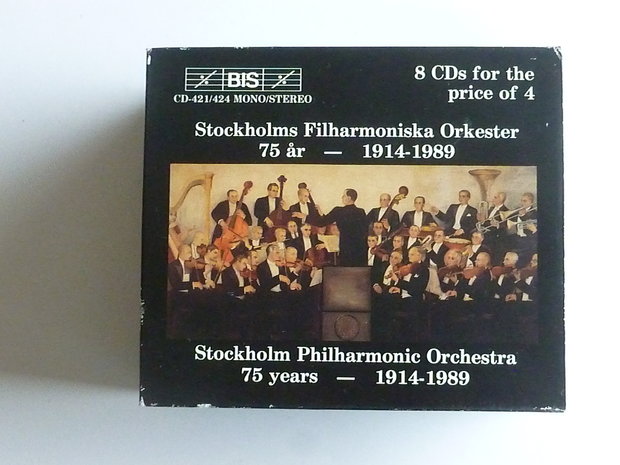 BIS
CD-421/424 MONO/STEREO
8 CDs for the
price of 4
Stockholms Filharmoniska Orkester
75 år — 1914-1989
Stockholm Philharmonic Orchestra
75 years — 1914-1989